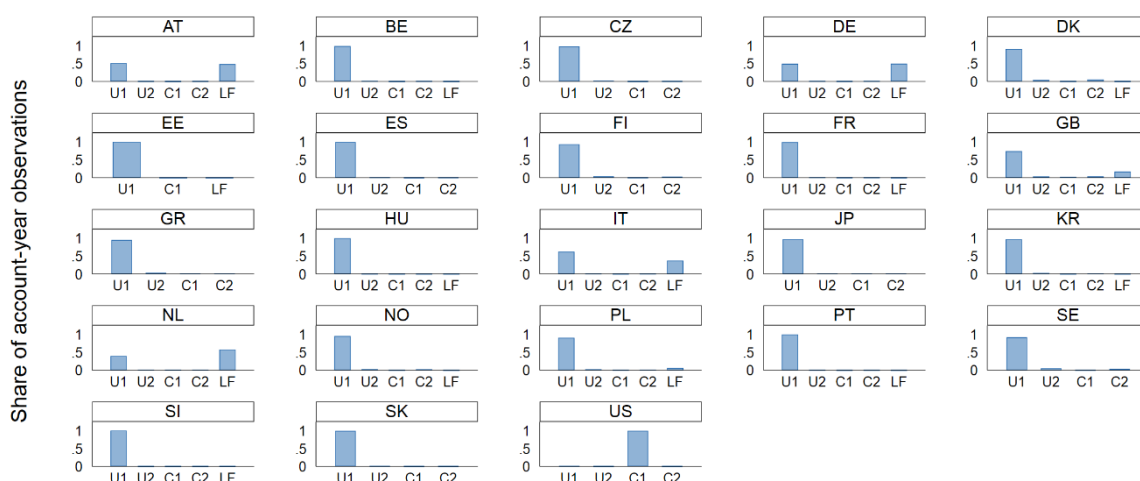 Share of account-year observations
AT BE CZ DE DK
1 1 1 1 1
.5 .5 .5 .5 .5
0 0 0 0 0
U1 U2 C1 C2 LF U1 U2 C1 C2 LF U1 U2 C1 C2 U1 U2 C1 C2 LF U1 U2 C1 C2 LF
EE ES FI FR GB
1 1 1 1 1
.5 .5 .5 .5 .5
0 0 0 0 0
U1 C1 LF U1 U2 C1 C2 U1 U2 C1 C2 U1 U2 C1 C2 LF U1 U2 C1 C2 LF
GR HU IT JP KR
1 1 1 1 1
.5 .5 .5 .5 .5
0 0 0 0 0
U1 U2 C1 C2 U1 U2 C1 C2 LF U1 U2 C1 C2 LF U1 U2 C1 C2 U1 U2 C1 C2 LF
NL NO PL PT SE
1 1 1 1 1
.5 .5 .5 .5 .5
0 0 0 0 0
U1 U2 C1 C2 LF U1 U2 C1 C2 LF U1 U2 C1 C2 LF U1 U2 C1 C2 LF U1 U2 C1 C2
SI SK US
1 1 1
.5 .5 .5
0 0 0
U1 U2 C1 C2 LF U1 U2 C1 C2 U1 U2 C1 C2